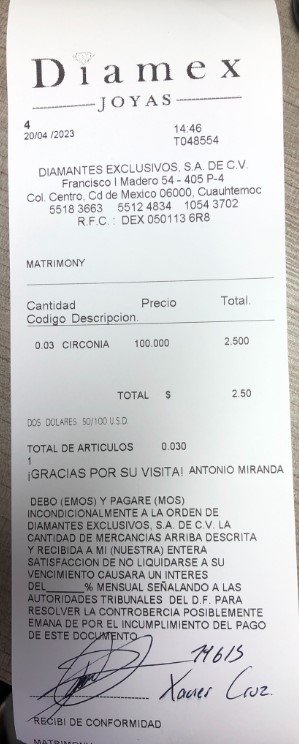 Diamex
JOYAS
4
20/04 /2023 14:46
T048554
DIAMANTES EXCLUSIVOS, S.A. DE C.V.
Francisco I Madero 54 - 405 P-4
Col. Centro, Cd de Mexico 06000, Cuauhtemoc
5518 3663 5512 4834 1054 3702
R.F.C.: DEX 050113 6R8
MATRIMONY
Cantidad Precio Total.
Codigo Descripcion.
0.03 CIRCONIA 100.000 2.500
TOTAL $ 2.50
DOS DOLARES 50/100 U.S.D.
TOTAL DE ARTICULOS 0.030
1
¡GRACIAS POR SU VISITA! ANTONIO MIRANDA
DEBO (EMOS) Y PAGARE (MOS)
INCONDICIONALMENTE A LA ORDEN DE
DIAMANTES EXCLUSIVOS, S.A. DE C.V. LA
CANTIDAD DE MERCANCIAS ARRIBA DESCRITA
Y RECIBIDA A MI (NUESTRA) ENTERA
SATISFACCION DE NO LIQUIDARSE A SU
VENCIMIENTO CAUSARA UN INTERES
DEL______% MENSUAL SEÑALANDO A LAS
AUTORIDADES TRIBUNALES DEL D.F. PARA
RESOLVER LA CONTROBERCIA POSIBLEMENTE
EMANA DE POR EL INCUMPLIMIENTO DEL PAGO
DE ESTE DOCUMENTO
Xavier Cruz.
RECIBI DE CONFORMIDAD
MATRIMONY